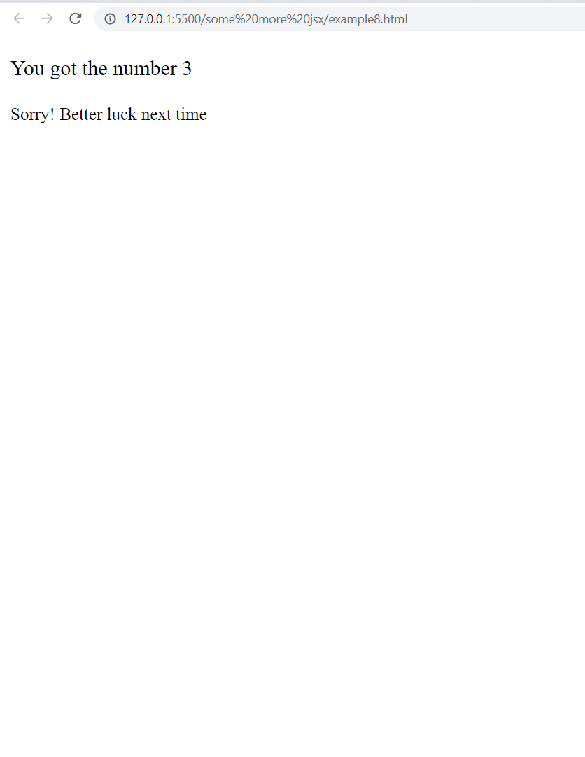 127.0.0.1:5500/some%20more%20jsx/example8.html
You got the number 3
Sorry! Better luck next time